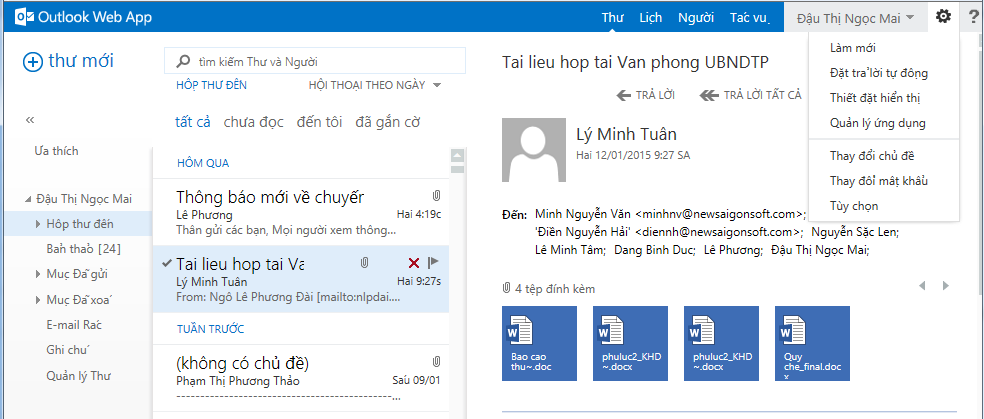 Outlook Web App
Thư Lịch Người Tác vụ Đậu Thị Ngọc Mai ?
thư mới
tìm kiếm Thư và Người
HỘP THƯ ĐẾN HỘI THOẠI THEO NGÀY
tất cả chưa đọc đến tôi đã gắn cờ
«
Ưa thích
Đậu Thị Ngọc Mai
Hộp thư đến
Bản thảo [24]
Mục Đã gửi
Mục Đã xoá
E-mail Rác
Ghi chú
Quản lý Thư
HÔM QUA
Thông báo mới về chuyến
Lê Phương Hai 4:19c
Thân gửi các bạn, Mọi người xem thông...
Tai lieu hop tai Va
Lý Minh Tuân Hai 9:27s
From: Ngô Lê Phương Đài [mailto:nlpdai....
TUẦN TRƯỚC
(không có chủ đề)
Phạm Thị Phương Thảo Sáu 09/01
---------------------------------------------...
Tai lieu hop tai Van phong UBNDTP
TRẢ LỜI TRẢ LỜI TẤT CẢ
Lý Minh Tuân
Hai 12/01/2015 9:27 SA
Đến: Minh Nguyễn Văn <minhnv@newsaigonsoft.com>;
'Điền Nguyễn Hải' <diennh@newsaigonsoft.com>; Nguyễn Sặc Len;
Lê Minh Tâm; Dang Binh Duc; Lê Phương; Đậu Thị Ngọc Mai;
4 tệp đính kèm
Bao cao
thu~.doc
phuluc2_KHD
~.docx
phuluc2_KHD
~.docx
Quy
che_final.doc
x
Làm mới
Đặt trả lời tự động
Thiết đặt hiển thị
Quản lý ứng dụng
Thay đổi chủ đề
Thay đổi mật khẩu
Tùy chọn